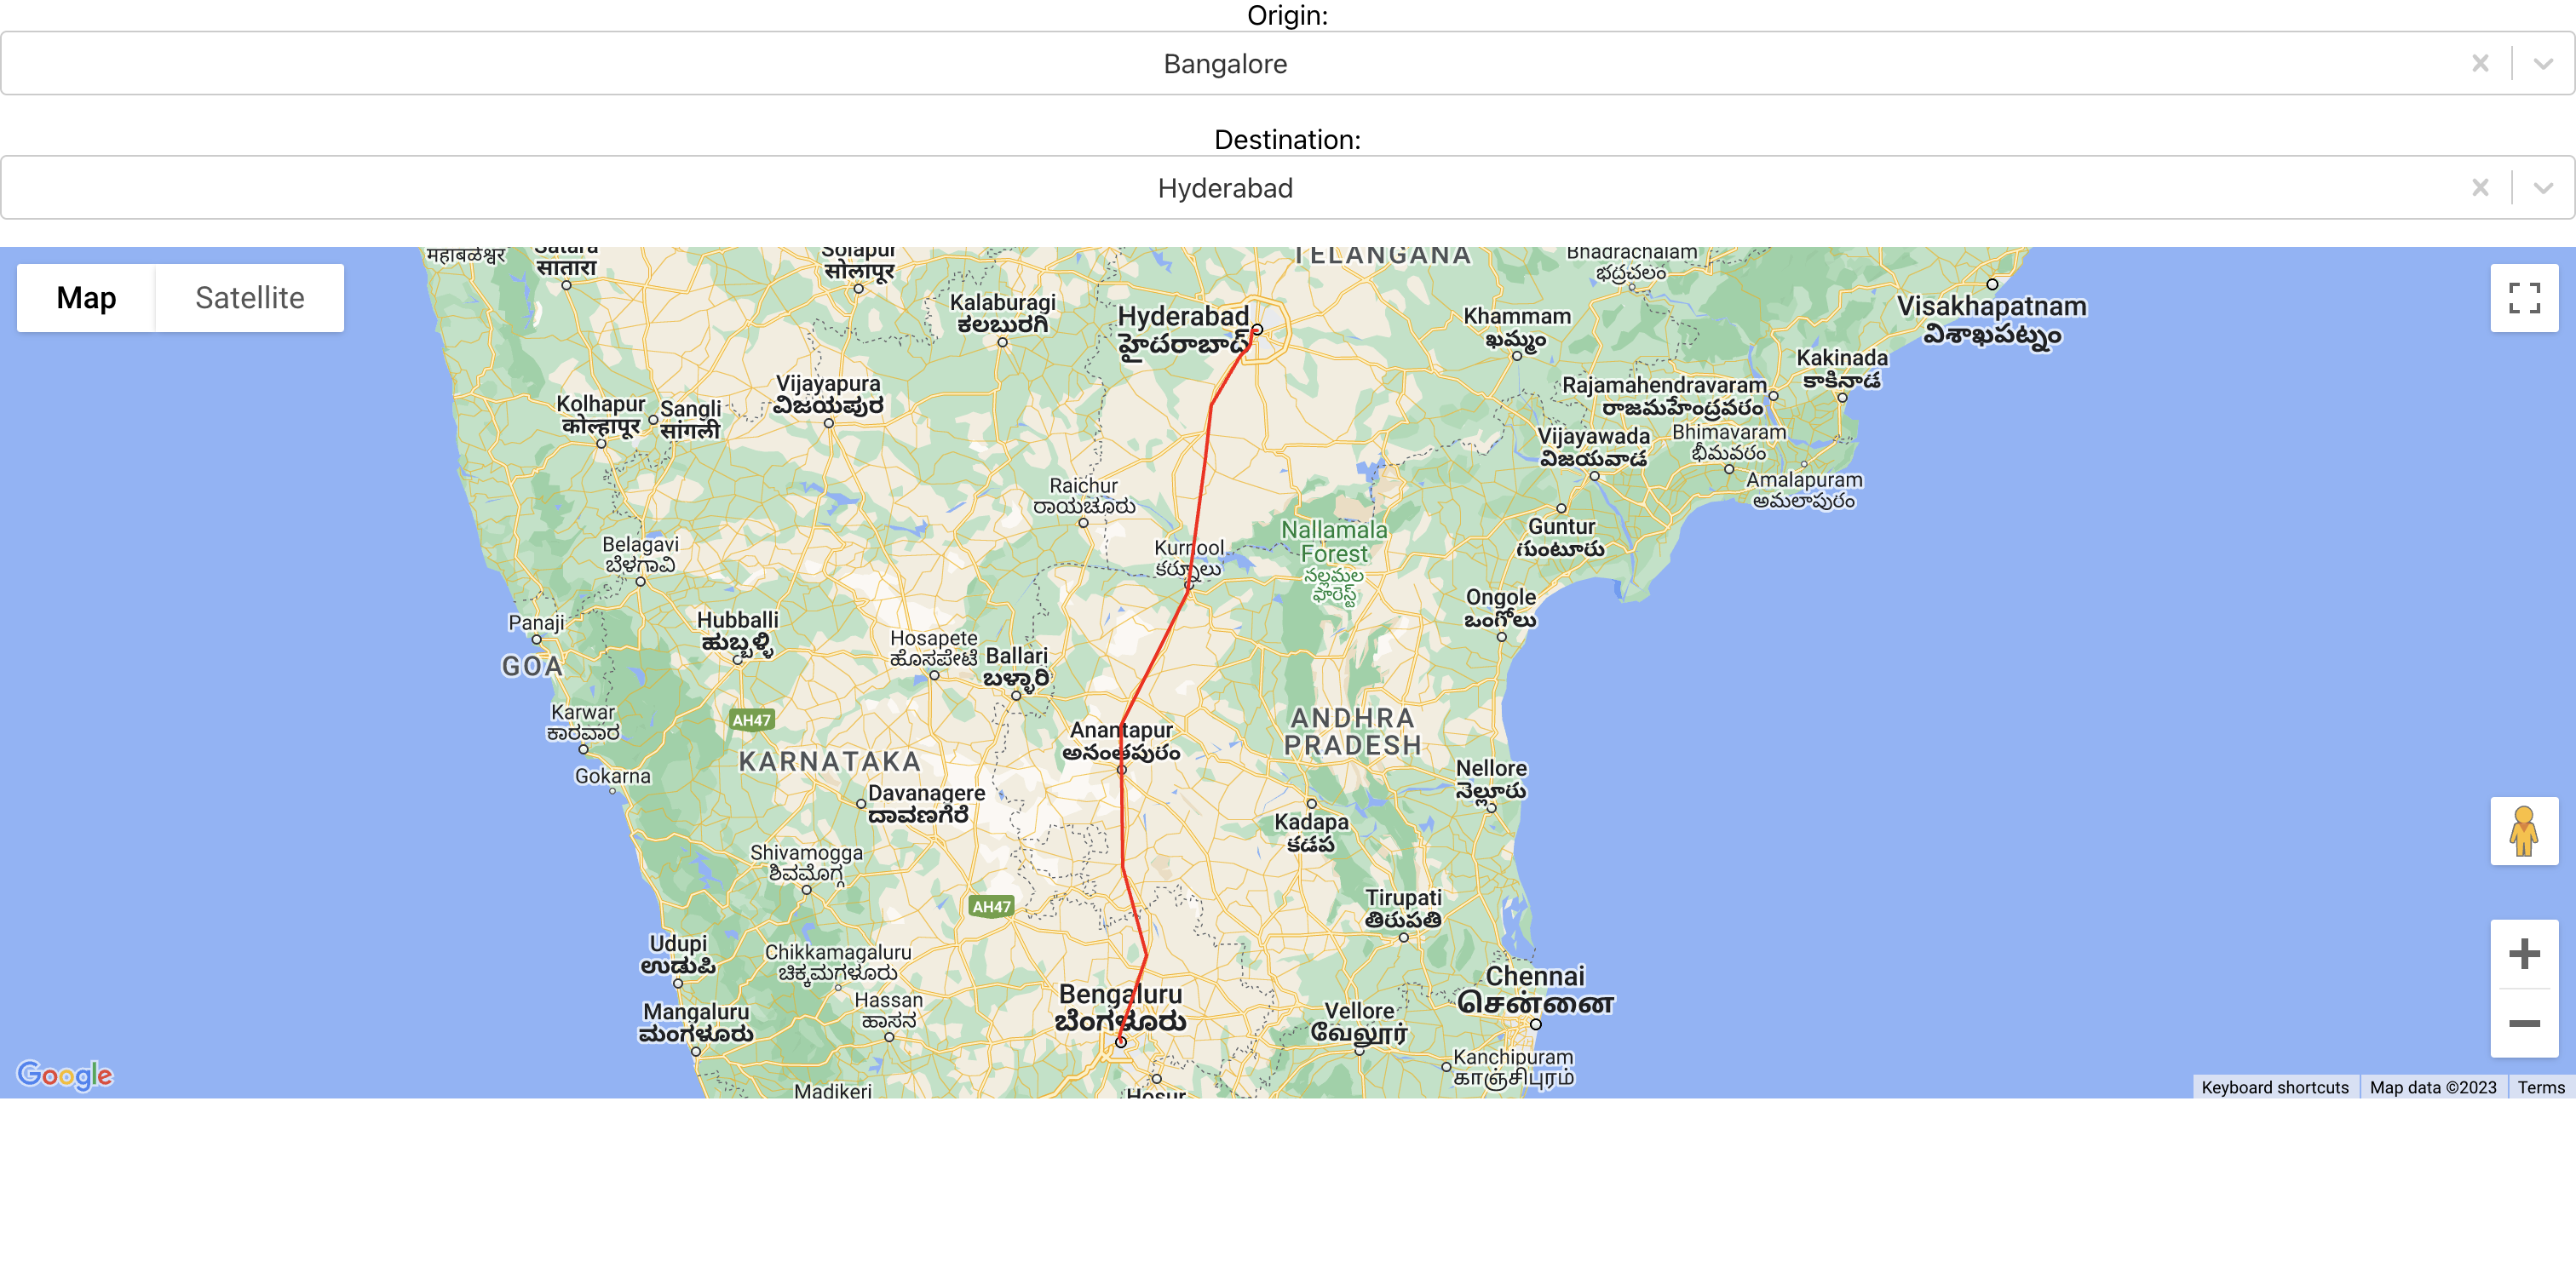 Origin:
Bangalore
Destination:
Hyderabad
Map
Satellite
महाबळेश्वर
Satara
सातारा
Solapur
सोलापूर
TELANGANA
Bhadrachalam
భద్రచలం
Kalaburagi
ಕಲಬುರಗಿ
Hyderabad
హైదరాబాద్
Khammam
ఖమ్మం
Visakhapatnam
విశాఖపట్నం
Kakinada
కాకినాడ
Vijayapura
ವಿಜಯಪುರ
Rajamahendravaram
రాజమహేంద్రవరం
Kolhapur
कोल्हापूर
Sangli
सांगली
Vijayawada
విజయవాడ
Bhimavaram
భీమవరం
Amalapuram
అమలాపురం
Raichur
ರಾಯಚೂರು
Nallamala
Forest
నల్లమల
ఫారెస్ట్
Guntur
గుంటూరు
Kurnool
కర్నూలు
Belagavi
ಬೆಳಗಾವಿ
Ongole
ఒంగోలు
Panaji
GOA
Hubballi
ಹುಬ್ಬಳ್ಳಿ
Hosapete
ಹೊಸಪೇಟೆ
Ballari
ಬಳ್ಳಾರಿ
Karwar
ಕಾರವಾರ
AH47
Anantapur
అనంతపురం
ANDHRA
PRADESH
KARNATAKA
Gokarna
Nellore
నెల్లూరు
Davanagere
ದಾವಣಗೆರೆ
Kadapa
కడప
Shivamogga
ಶಿವಮೊಗ್ಗ
AH47
Tirupati
తిరుపతి
Udupi
ಉಡುಪಿ
Chikkamagaluru
ಚಿಕ್ಕಮಗಳೂರು
Bengaluru
ಬೆಂಗಳೂರು
Chennai
சென்னை
Hassan
ಹಾಸನ
Mangaluru
ಮಂಗಳೂರು
Vellore
வேலூர்
Kanchipuram
காஞ்சிபுரம்
Madikeri
Hosur
Google
Keyboard shortcuts
Map data ©2023
Terms